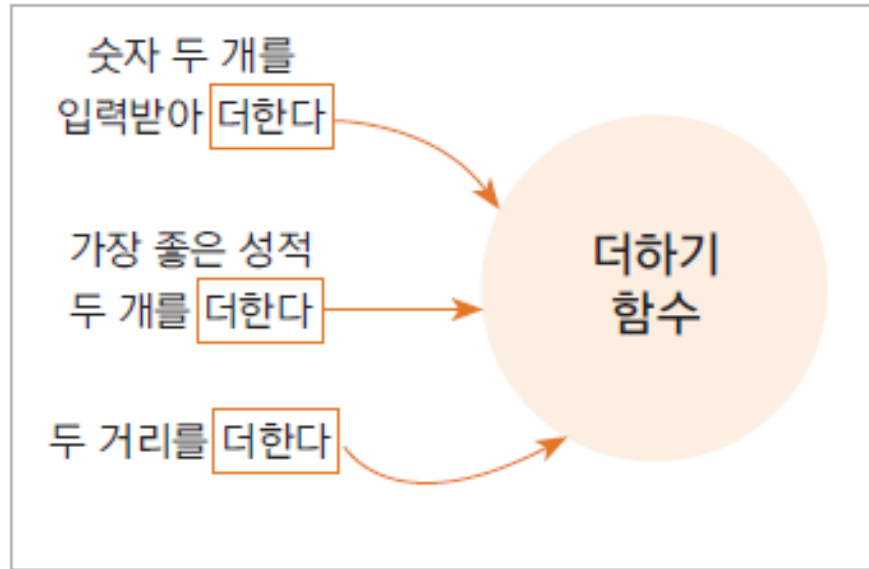 숫자 두 개를
입력받아 더한다
가장 좋은 성적
두 개를 더한다
두 거리를 더한다
더하기
함수